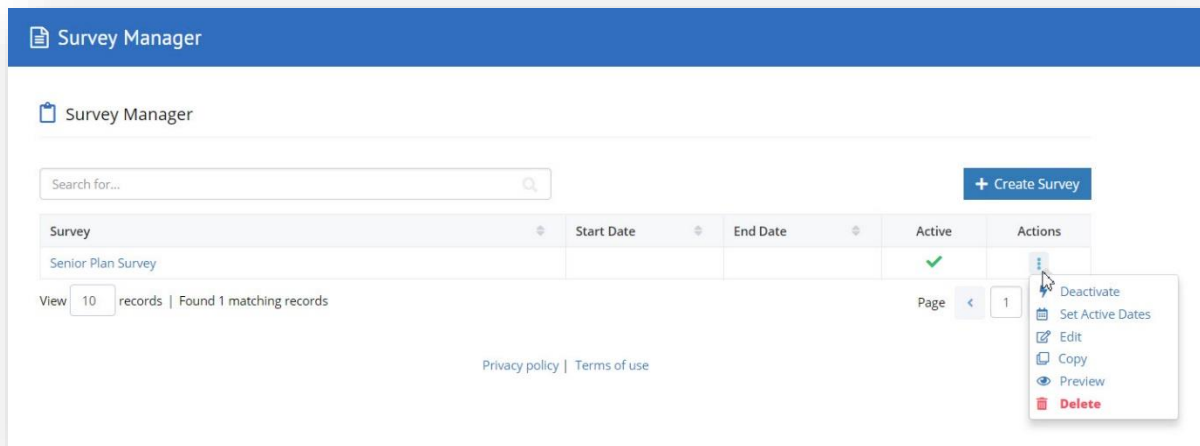 Survey Manager
Survey Manager
Search for...
+ Create Survey
Survey Start Date End Date Active Actions
Senior Plan Survey
View 10 records | Found 1 matching records
Page < 1
Deactivate
Set Active Dates
Edit
Copy
Preview
Delete
Privacy policy | Terms of use